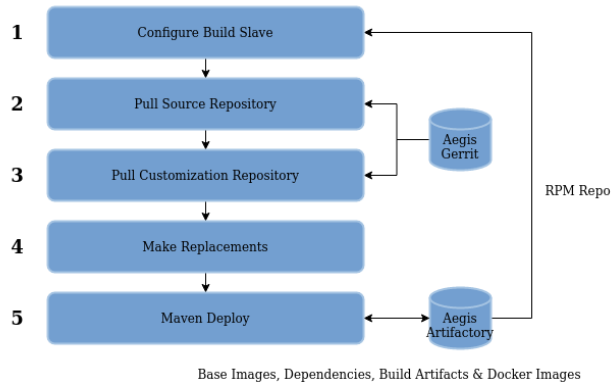 1 Configure Build Slave
2 Pull Source Repository
Aegis
Gerrit
3 Pull Customization Repository
RPM Repo
4 Make Replacements
5 Maven Deploy
Aegis
Artifactory
Base Images, Dependencies, Build Artifacts & Docker Images